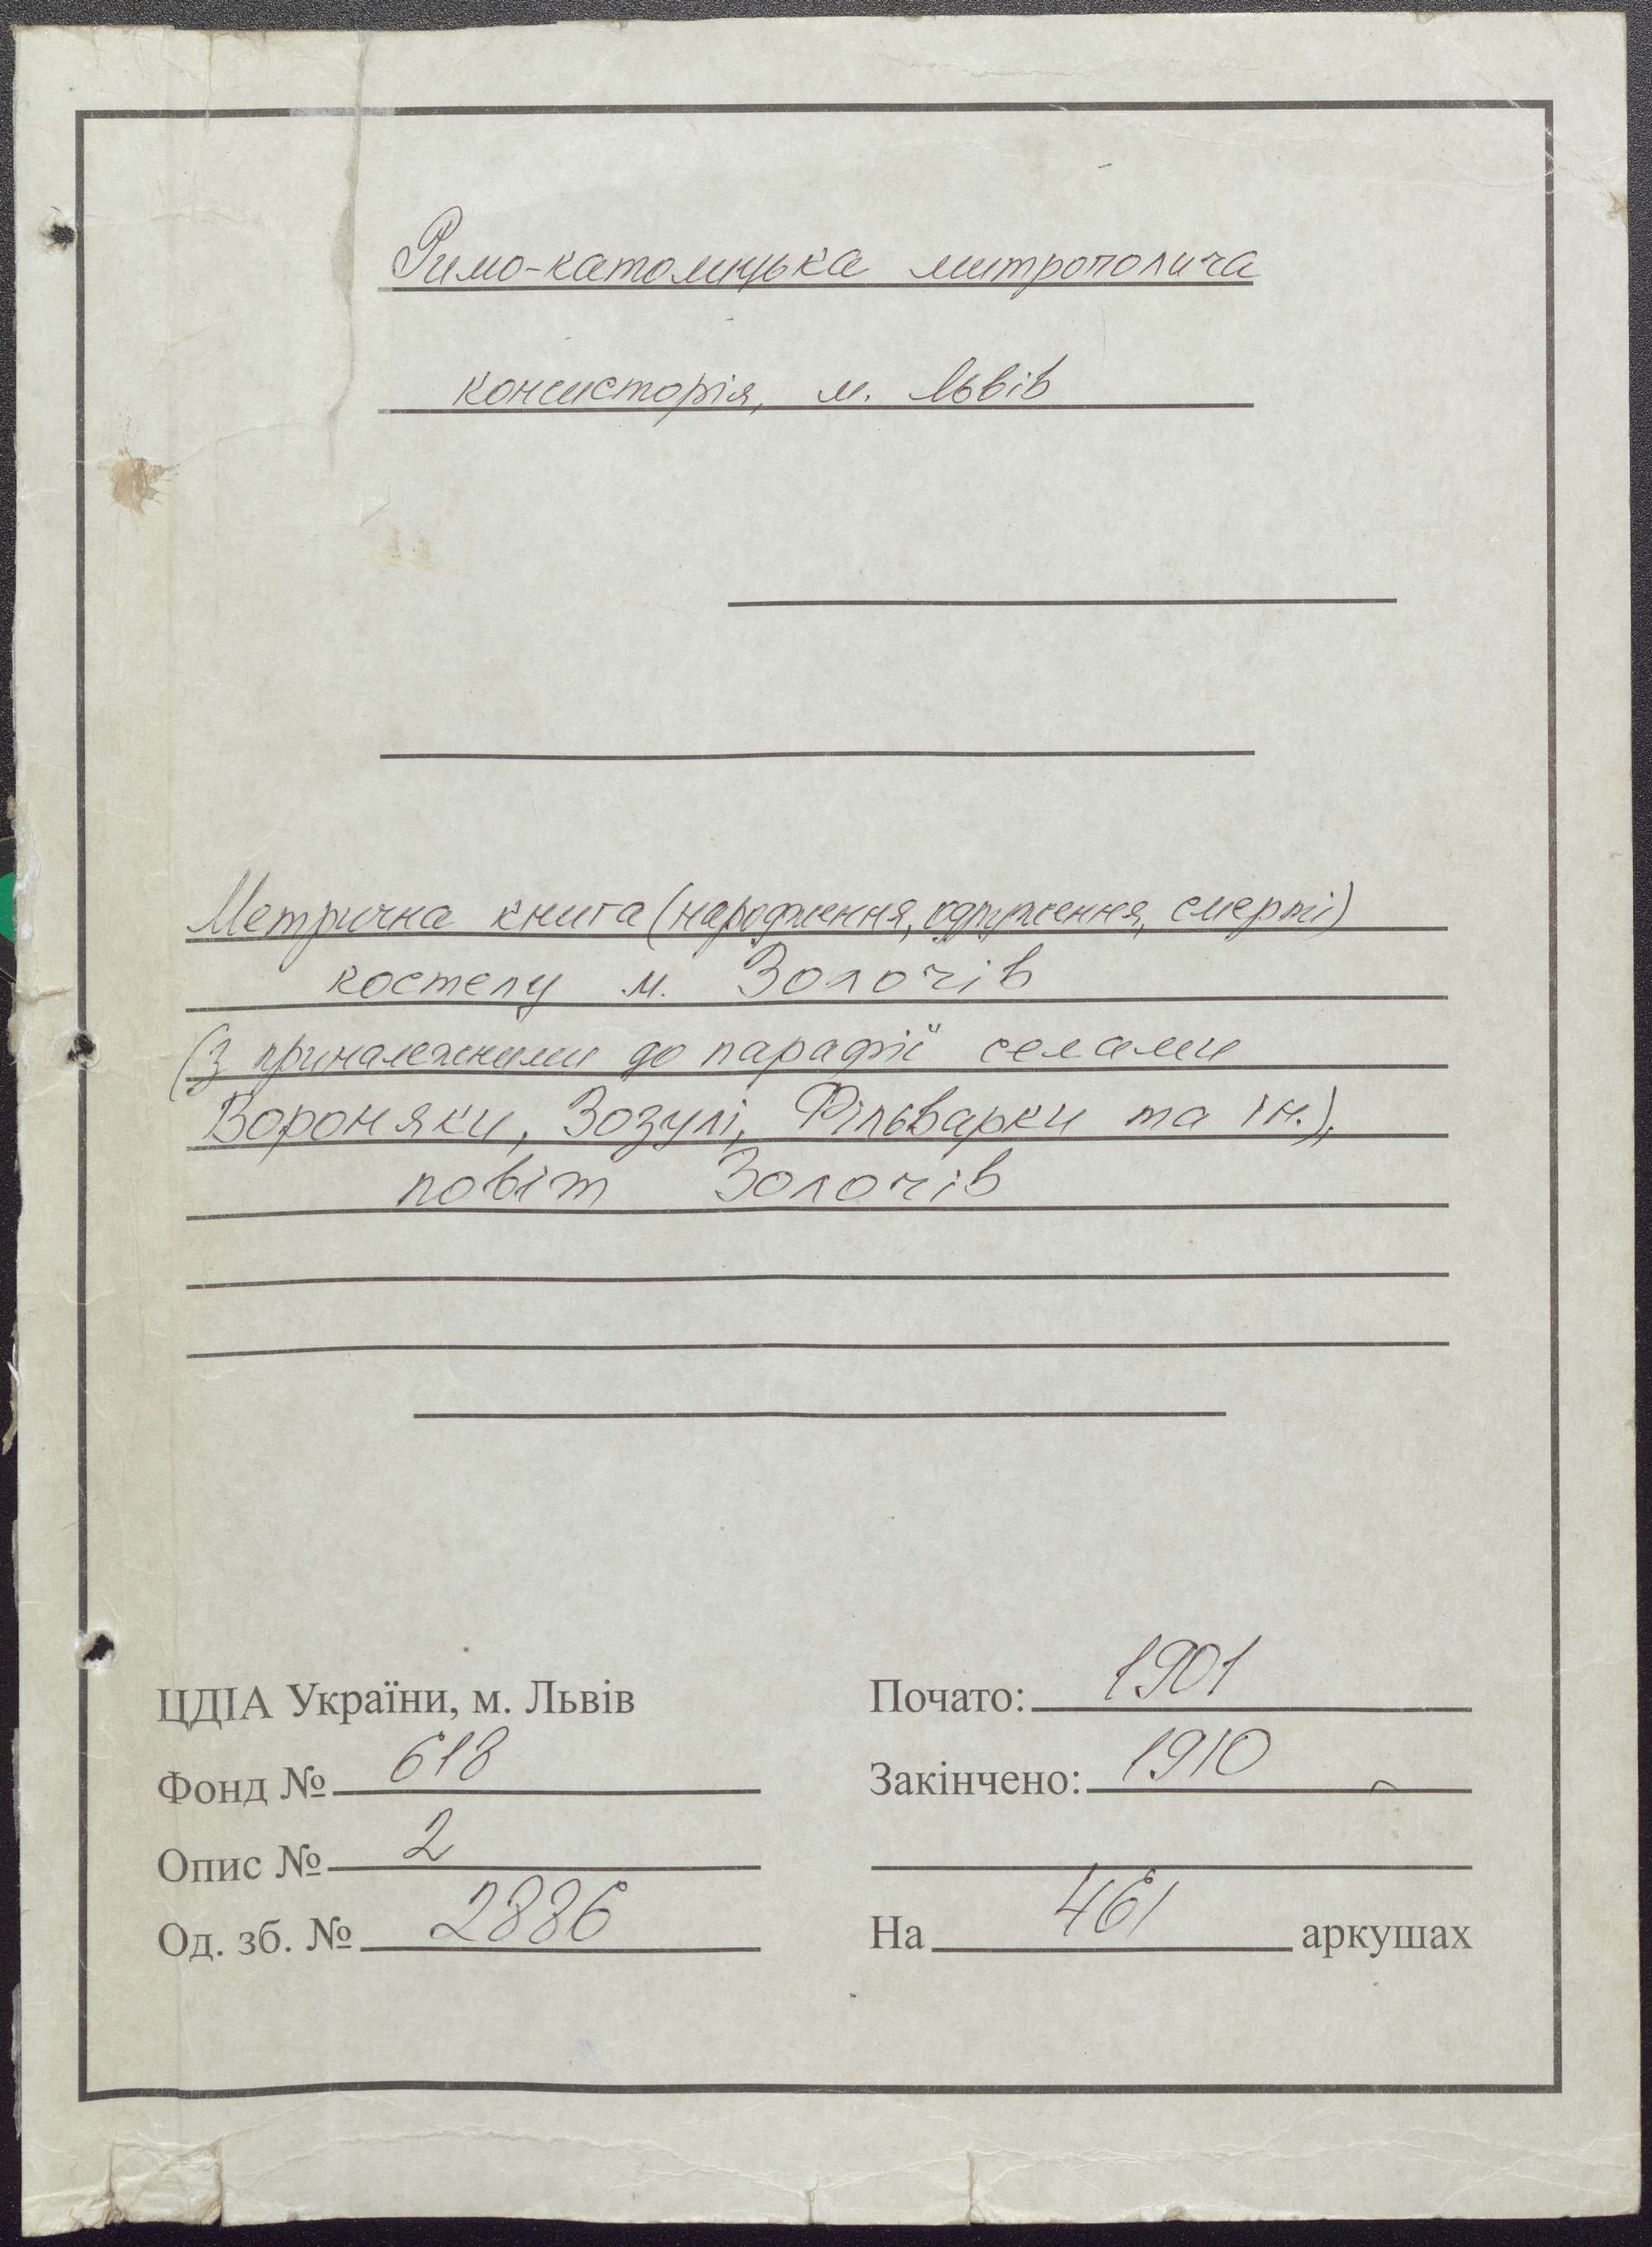 Римо-католицька митрополича
консисторія, м. Львів
Метрична книга (народження, одруження, смерті)
костелу м. Золочів
(з приналежними до парафії селами
Вороняки, Зозулі, Фільварки та ін.),
повіт Золочів
ЦДІА України, м. Львів
Фонд № 618
Опис № 2
Од. зб. № 2886
Почато: 1901
Закінчено: 1910
На 461 аркушах